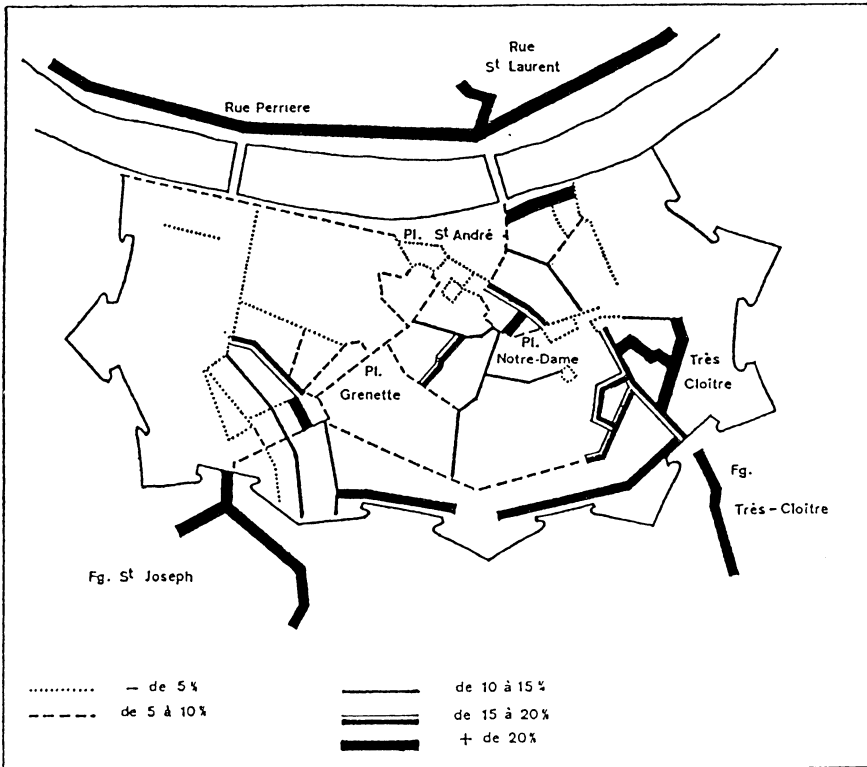 Rue
St Laurent
Rue Perriere
Pl. St André
Pl.
Notre-Dame
Très
Cloître
Pl.
Grenette
Fg.
Très-Cloitre
Fg. St Joseph
- de 5%
de 5 à 10%
de 10 à 15%
de 15 à 20%
+ de 20%